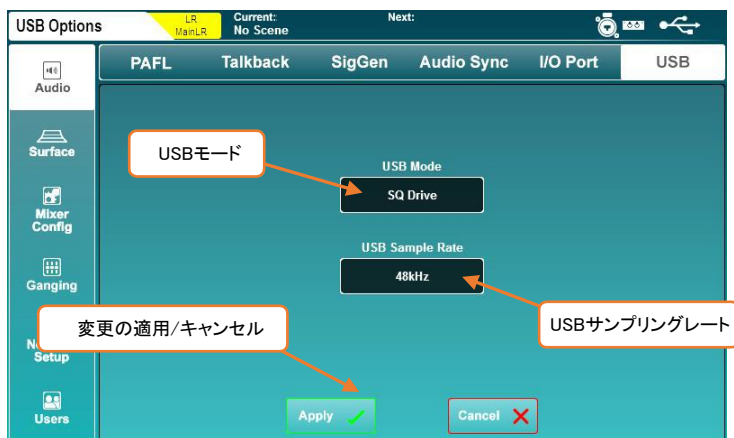 USB Options
LR
MainLR
Current:
No Scene
Next:
Audio
PAFL
Talkback
SigGen
Audio Sync
I/O Port
USB
Surface
USBモード
USB Mode
SQ Drive
Mixer
Config
USB Sample Rate
48kHz
Ganging
変更の適用/キャンセル
USBサンプリングレート
Setup
Apply
Cancel
Users